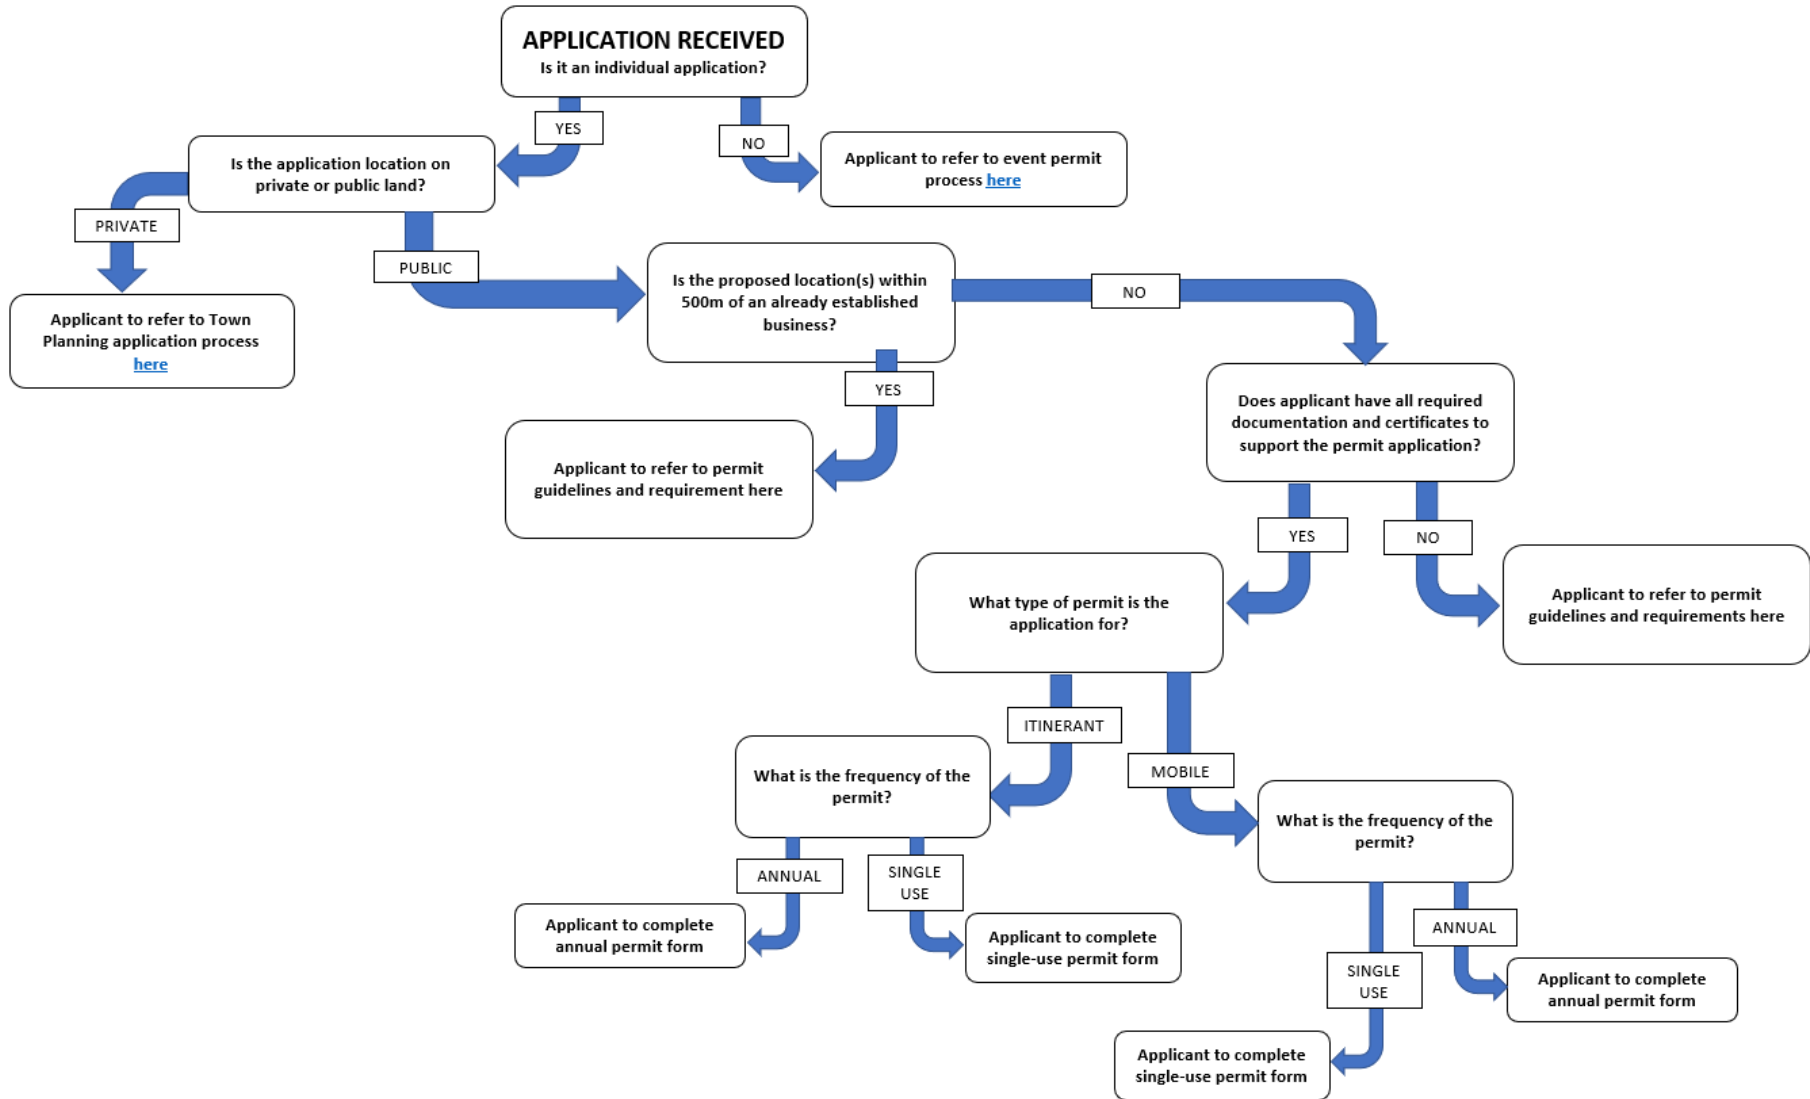 APPLICATION RECEIVED
Is it an individual application?
YES
NO
Is the application location on
private or public land?
Applicant to refer to event permit
process here
PRIVATE
PUBLIC
Is the proposed location(s) within
500m of an already established
business?
NO
Applicant to refer to Town
Planning application process
here
YES
Does applicant have all required
documentation and certificates to
support the permit application?
Applicant to refer to permit
guidelines and requirement here
YES
NO
What type of permit is the
application for?
Applicant to refer to permit
guidelines and requirements here
ITINERANT
MOBILE
What is the frequency of the
permit?
What is the frequency of the
permit?
ANNUAL
SINGLE
USE
Applicant to complete
annual permit form
Applicant to complete
single-use permit form
ANNUAL
SINGLE
USE
Applicant to complete
annual permit form
Applicant to complete
single-use permit form